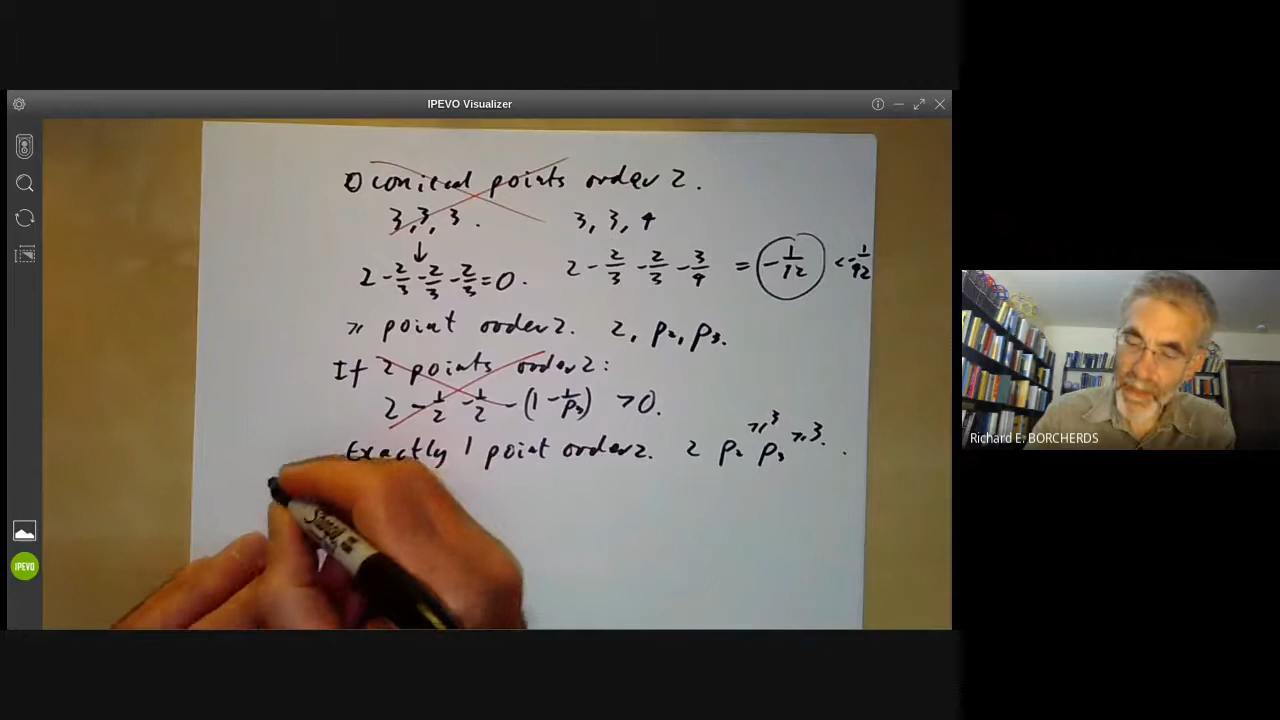 IPEVO Visualizer
0 conical points order 2.
3, 3, 3. 3, 3, 4
↓
2 - 2/3 - 2/3 - 2/3 = 0. 2 - 2/3 - 2/3 - 3/4 = -1/12 < -1/42
≥ point order 2. 2, p₂, p₃.
If 2 points order 2:
2 - 1/2 - 1/2 - (1 - 1/p₃) > 0.
Exactly 1 point order 2. 2 p₂ ≥3 p₃ ≥3.
IPEVO
Richard E. BORCHERDS